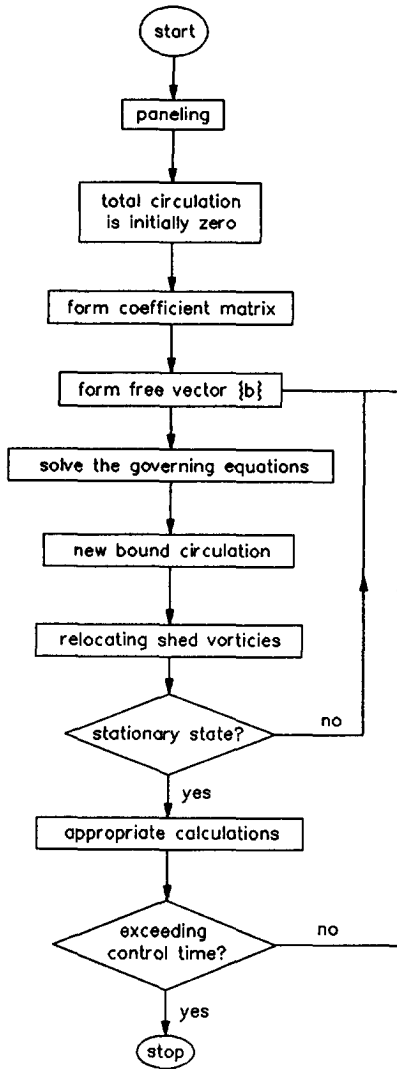 start
paneling
total circulation
is initially zero
form coefficient matrix
form free vector {b}
solve the governing equations
new bound circulation
relocating shed vorticies
stationary state?
no
yes
appropriate calculations
exceeding
control time?
no
yes
stop